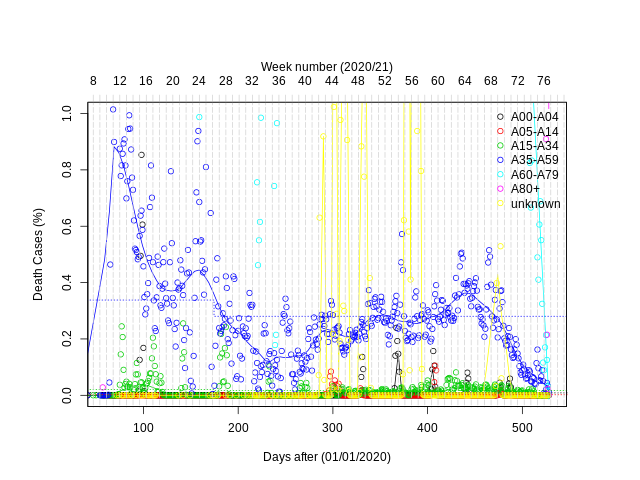 Week number (2020/21)
8 12 16 20 24 28 32 36 40 44 48 52 56 60 64 68 72 76
1.0
0.8
0.6
0.4
0.2
0.0
Death Cases (%)
A00-A04
A05-A14
A15-A34
A35-A59
A60-A79
A80+
unknown
100 200 300 400 500
Days after (01/01/2020)